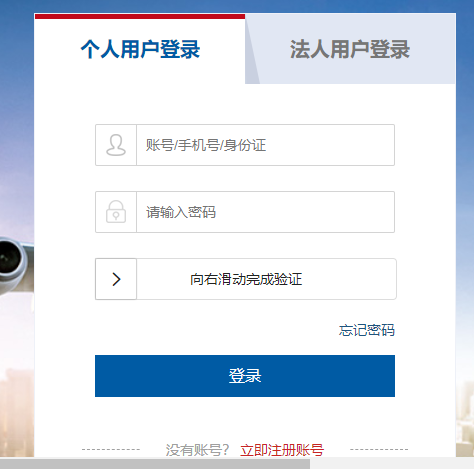 个人用户登录 法人用户登录
账号/手机号/身份证
请输入密码
向右滑动完成验证
忘记密码
登录
没有账号? 立即注册账号